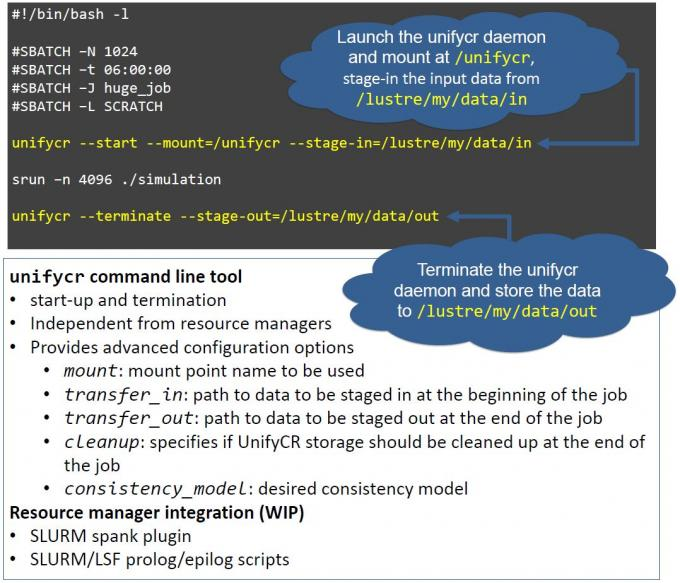 #!/bin/bash -l
#SBATCH –N 1024
#SBATCH –t 06:00:00
#SBATCH –J huge_job
#SBATCH –L SCRATCH
unifycr --start --mount=/unifycr --stage-in=/lustre/my/data/in
srun –n 4096 ./simulation
unifycr --terminate --stage-out=/lustre/my/data/out
Launch the unifycr daemon
and mount at /unifycr,
stage-in the input data from
/lustre/my/data/in
Terminate the unifycr
daemon and store the data
to /lustre/my/data/out
unifycr command line tool
• start-up and termination
• Independent from resource managers
• Provides advanced configuration options
• mount: mount point name to be used
• transfer_in: path to data to be staged in at the beginning of the job
• transfer_out: path to data to be staged out at the end of the job
• cleanup: specifies if UnifyCR storage should be cleaned up at the end of
the job
• consistency_model: desired consistency model
Resource manager integration (WIP)
• SLURM spank plugin
• SLURM/LSF prolog/epilog scripts